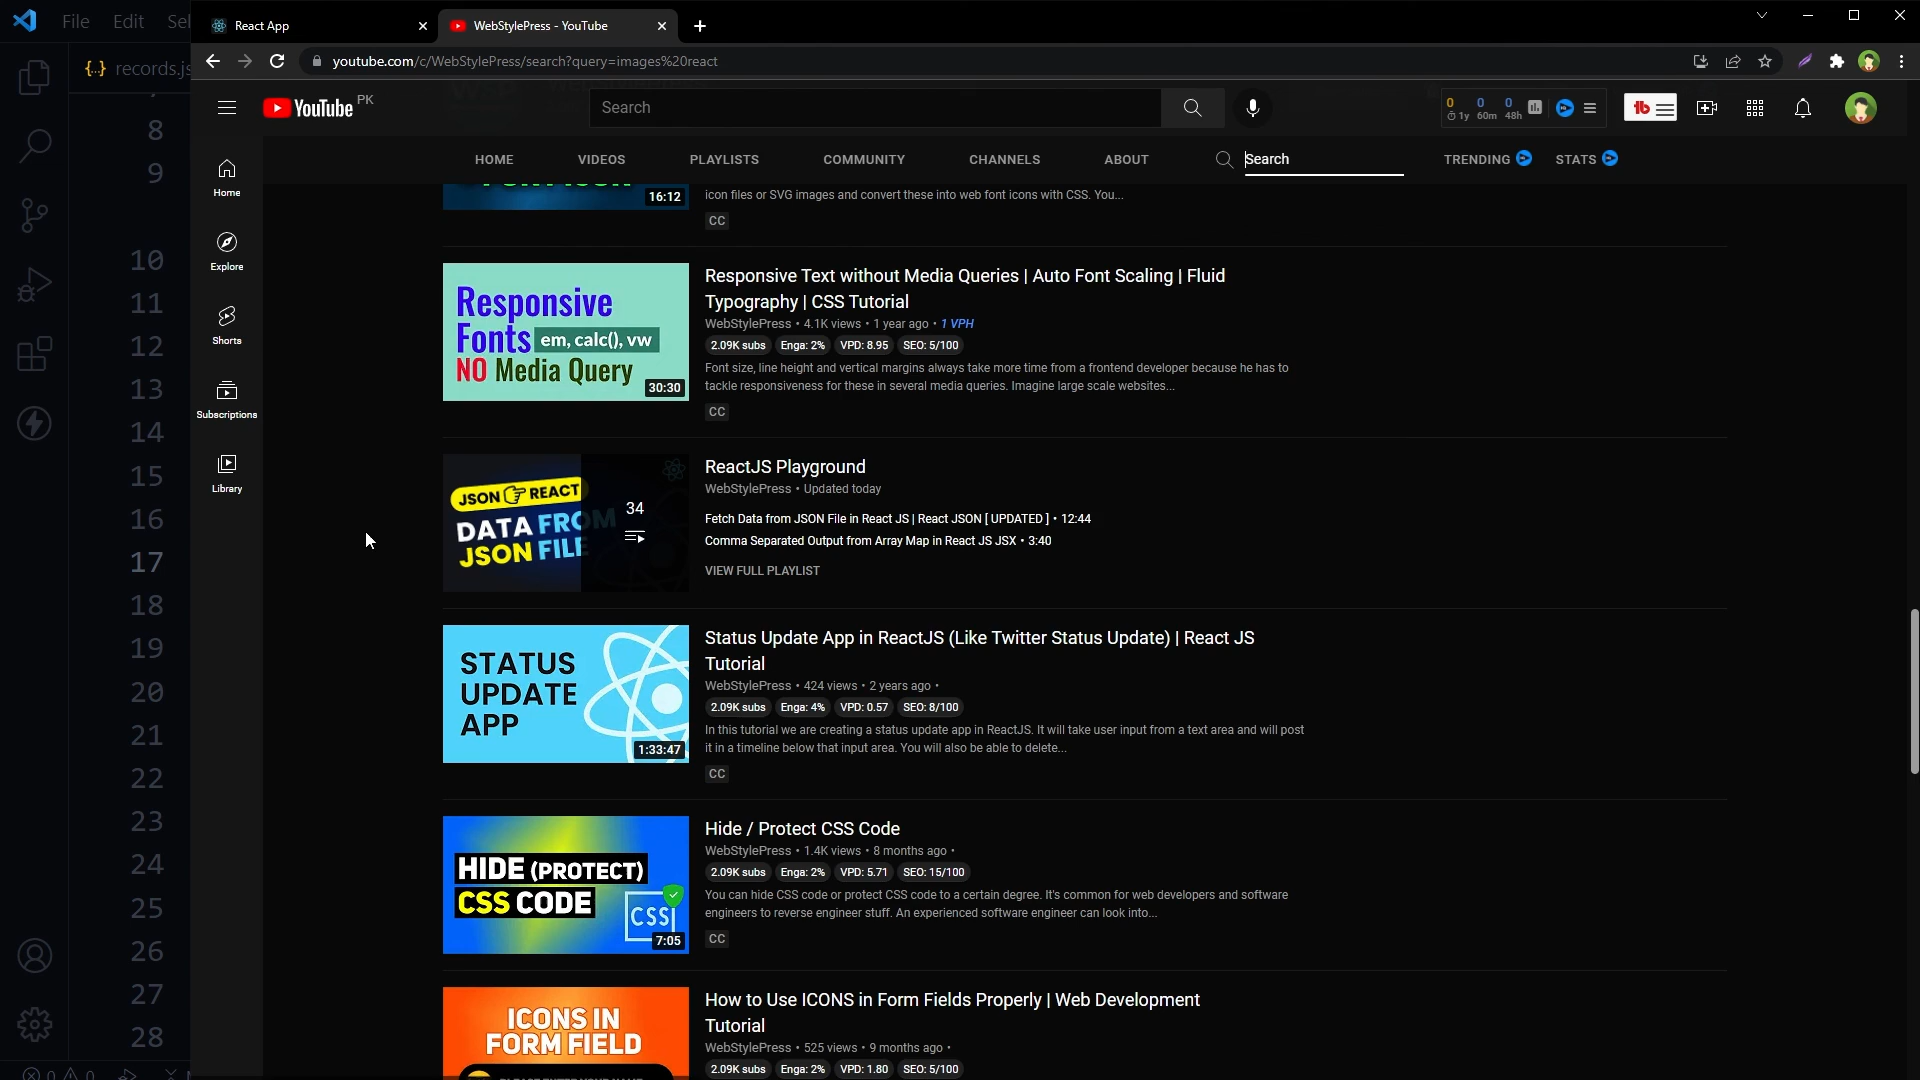 File Edit
React App
WebStylePress - YouTube
records.js
youtube.com/c/WebStylePress/search?query=images%20react
YouTube PK
Search
0 0 0
1y 60m 48h
HOME VIDEOS PLAYLISTS COMMUNITY CHANNELS ABOUT Search TRENDING STATS
Home
Explore
Shorts
Subscriptions
Library
8
9
10
11
12
13
14
15
16
17
18
19
20
21
22
23
24
25
26
27
28
16:12
icon files or SVG images and convert these into web font icons with CSS. You...
CC
Responsive
Fonts em, calc(), vw
NO Media Query
30:30
Responsive Text without Media Queries | Auto Font Scaling | Fluid
Typography | CSS Tutorial
WebStylePress • 4.1K views • 1 year ago • 1 VPH
2.09K subs Enga: 2% VPD: 8.95 SEO: 5/100
Font size, line height and vertical margins always take more time from a frontend developer because he has to
tackle responsiveness for these in several media queries. Imagine large scale websites...
CC
JSON REACT
DATA FROM
JSON FILE
34
ReactJS Playground
WebStylePress • Updated today
Fetch Data from JSON File in React JS | React JSON [ UPDATED ] • 12:44
Comma Separated Output from Array Map in React JS JSX • 3:40
VIEW FULL PLAYLIST
STATUS
UPDATE
APP
1:33:47
Status Update App in ReactJS (Like Twitter Status Update) | React JS
Tutorial
WebStylePress • 424 views • 2 years ago •
2.09K subs Enga: 4% VPD: 0.57 SEO: 8/100
In this tutorial we are creating a status update app in ReactJS. It will take user input from a text area and will post
it in a timeline below that input area. You will also be able to delete...
CC
HIDE (PROTECT)
CSS CODE
CSS
7:05
Hide / Protect CSS Code
WebStylePress • 1.4K views • 8 months ago •
2.09K subs Enga: 2% VPD: 5.71 SEO: 15/100
You can hide CSS code or protect CSS code to a certain degree. It's common for web developers and software
engineers to reverse engineer stuff. An experienced software engineer can look into...
CC
ICONS IN
FORM FIELD
How to Use ICONS in Form Fields Properly | Web Development
Tutorial
WebStylePress • 525 views • 9 months ago •
2.09K subs Enga: 2% VPD: 1.80 SEO: 5/100